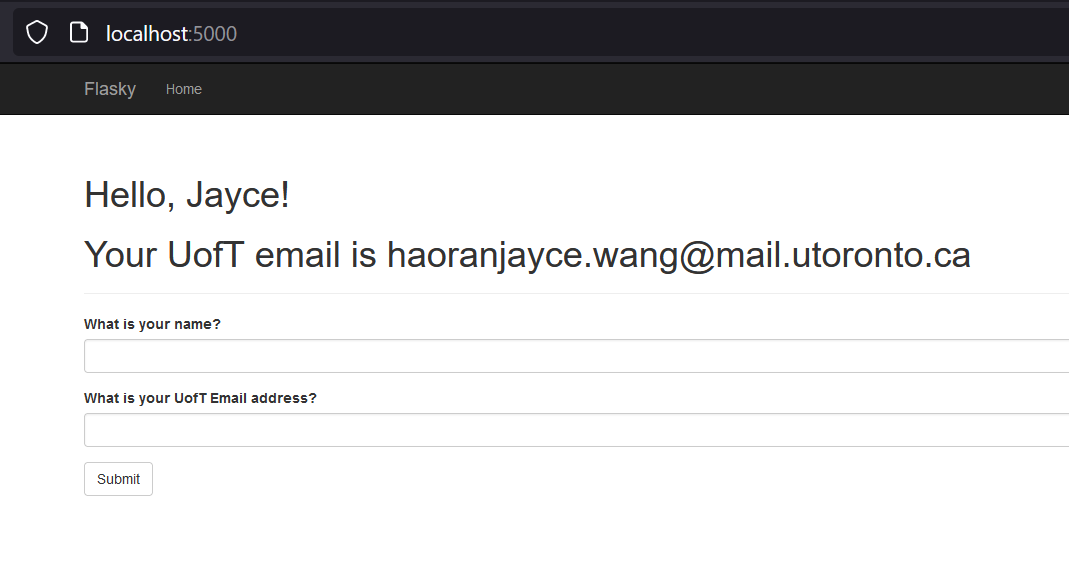 localhost:5000
Flasky Home
Hello, Jayce!
Your UofT email is haoranjayce.wang@mail.utoronto.ca
What is your name?
What is your UofT Email address?
Submit